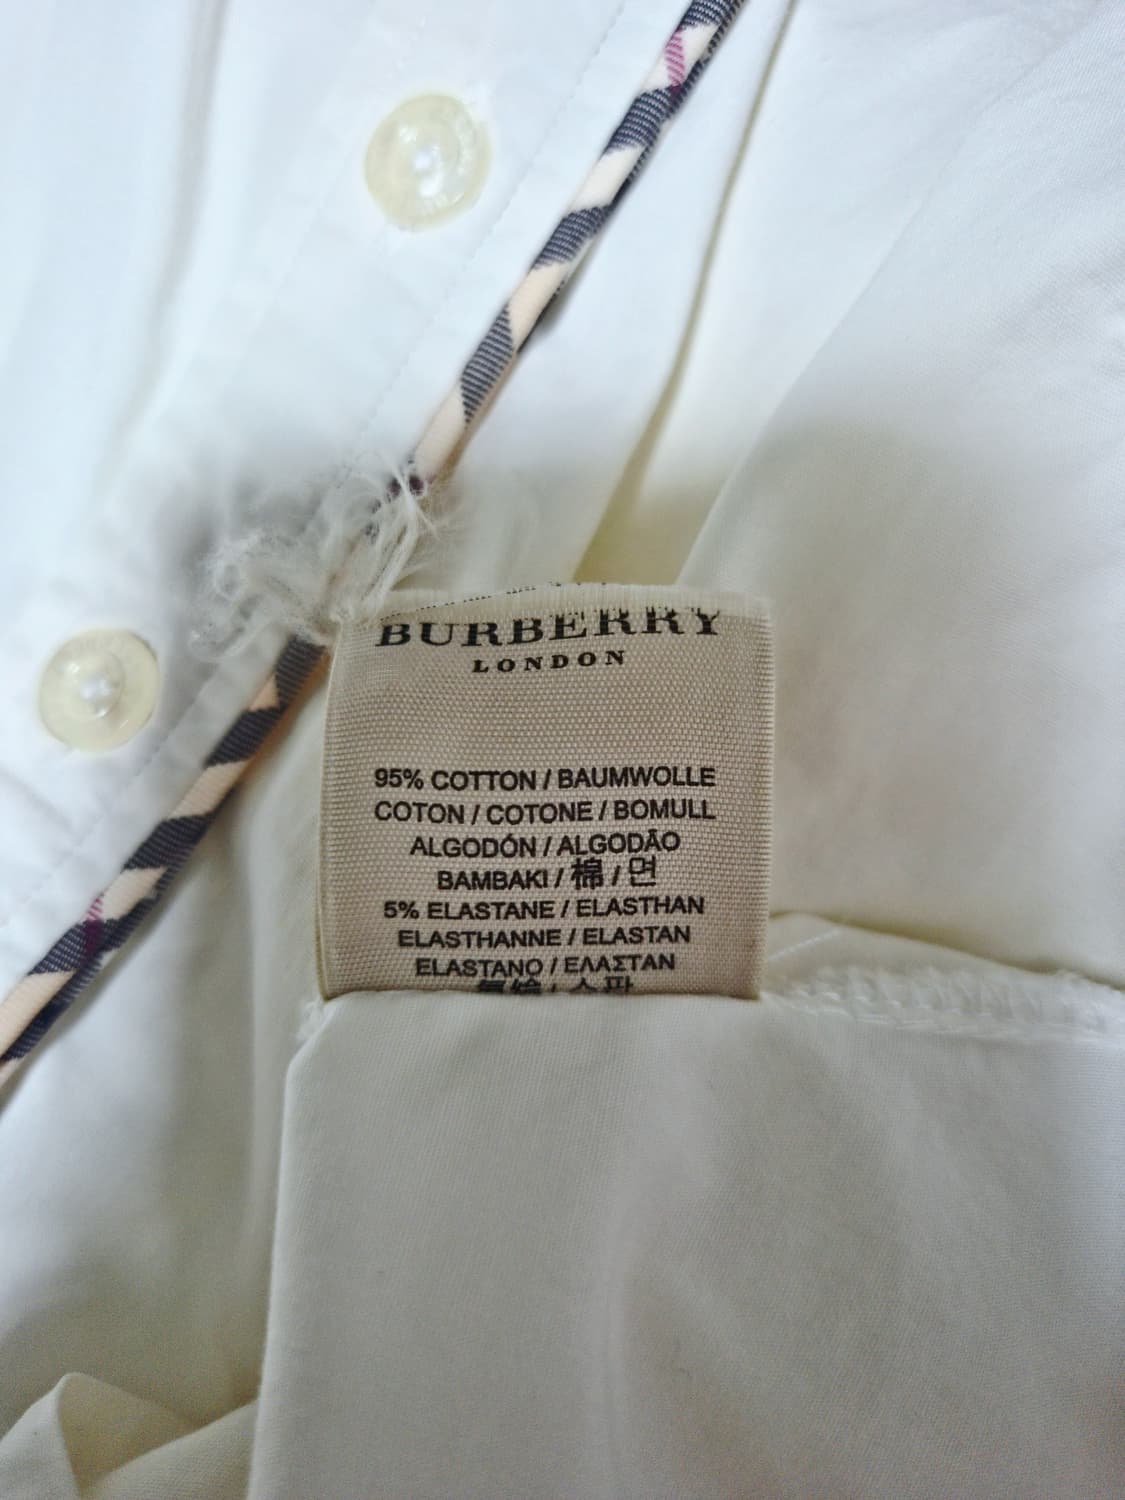 BURBERRY
LONDON
95% COTTON / BAUMWOLLE
COTON / COTONE / BOMULL
ALGODÓN / ALGODÃO
BAMBAKI / 棉 / 면
5% ELASTANE / ELASTHAN
ELASTHANNE / ELASTAN
ELASTANO / ΕΛΑΣΤΑΝ